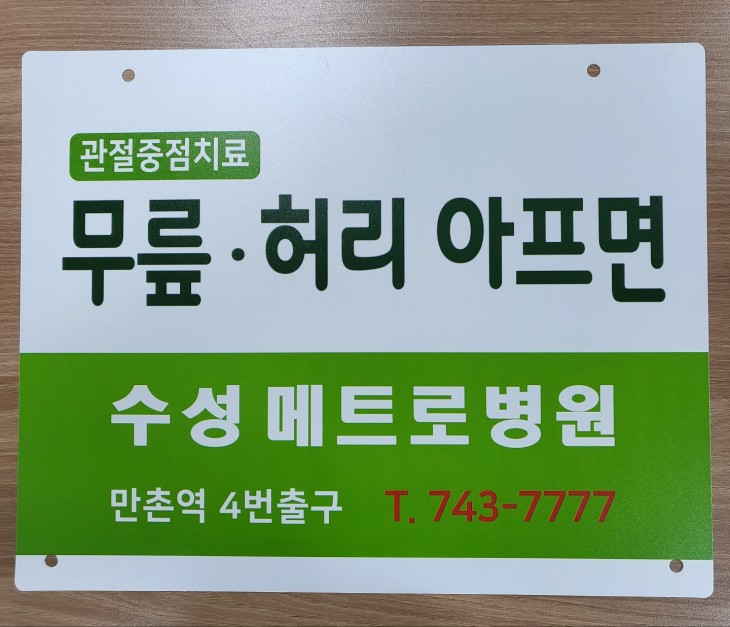 관절중점치료
무릎·허리 아프면
수성 메트로병원
만촌역 4번출구 T. 743-7777